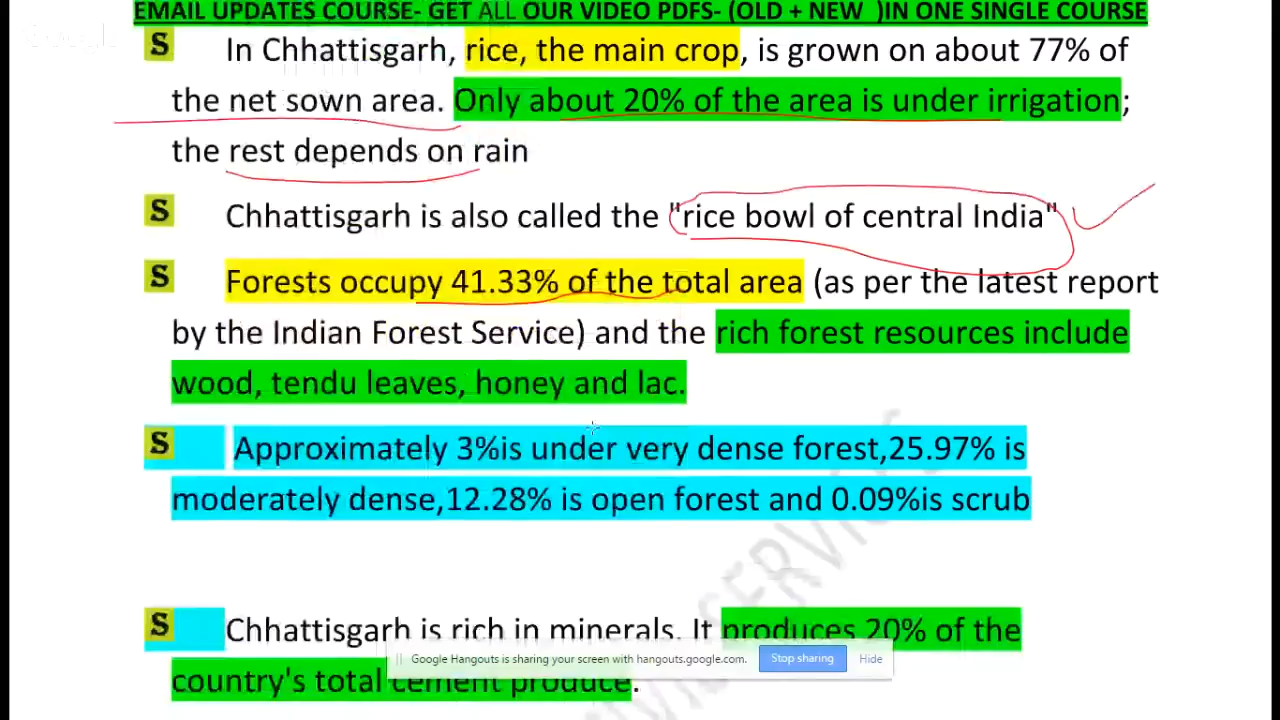 EMAIL UPDATES COURSE- GET ALL OUR VIDEO PDFS- (OLD + NEW )IN ONE SINGLE COURSE
Google
S In Chhattisgarh, rice, the main crop, is grown on about 77% of
the net sown area. Only about 20% of the area is under irrigation;
the rest depends on rain
S Chhattisgarh is also called the "rice bowl of central India"
S Forests occupy 41.33% of the total area (as per the latest report
by the Indian Forest Service) and the rich forest resources include
wood, tendu leaves, honey and lac.
S Approximately 3%is under very dense forest,25.97% is
moderately dense,12.28% is open forest and 0.09%is scrub
S Chhattisgarh is rich in minerals. It produces 20% of the
Google Hangouts is sharing your screen with hangouts.google.com. Stop sharing Hide
country's total cement produce.
SERVICES